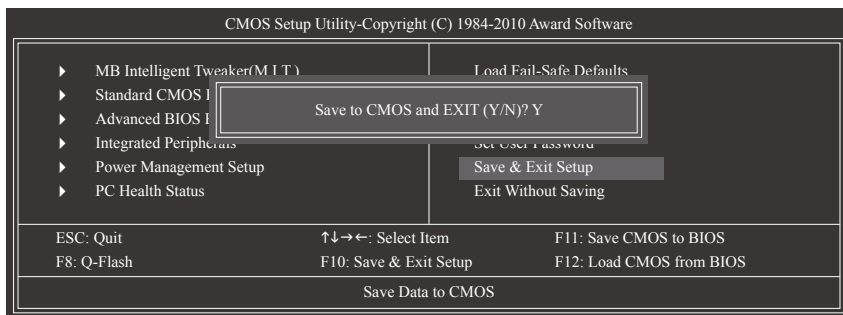 CMOS Setup Utility-Copyright (C) 1984-2010 Award Software
MB Intelligent Tweaker(M.I.T.)
Standard CMOS
Advanced BIOS
Integrated Peripherals
Power Management Setup
PC Health Status
Load Fail-Safe Defaults
Set User Password
Save & Exit Setup
Exit Without Saving
Save to CMOS and EXIT (Y/N)? Y
ESC: Quit ↑↓→←: Select Item F11: Save CMOS to BIOS
F8: Q-Flash F10: Save & Exit Setup F12: Load CMOS from BIOS
Save Data to CMOS